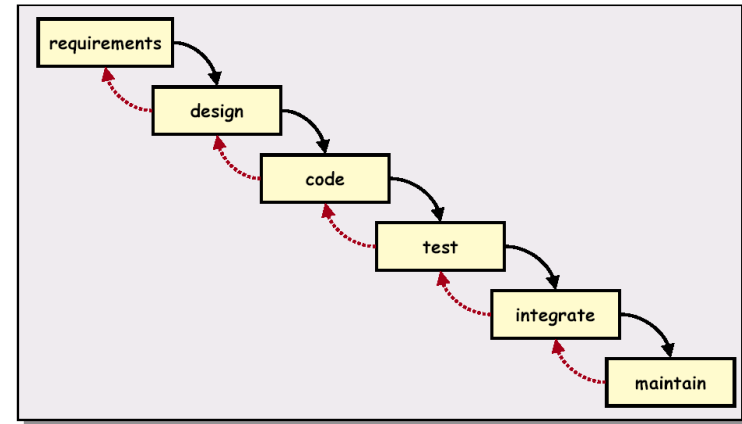 requirements
design
code
test
integrate
maintain